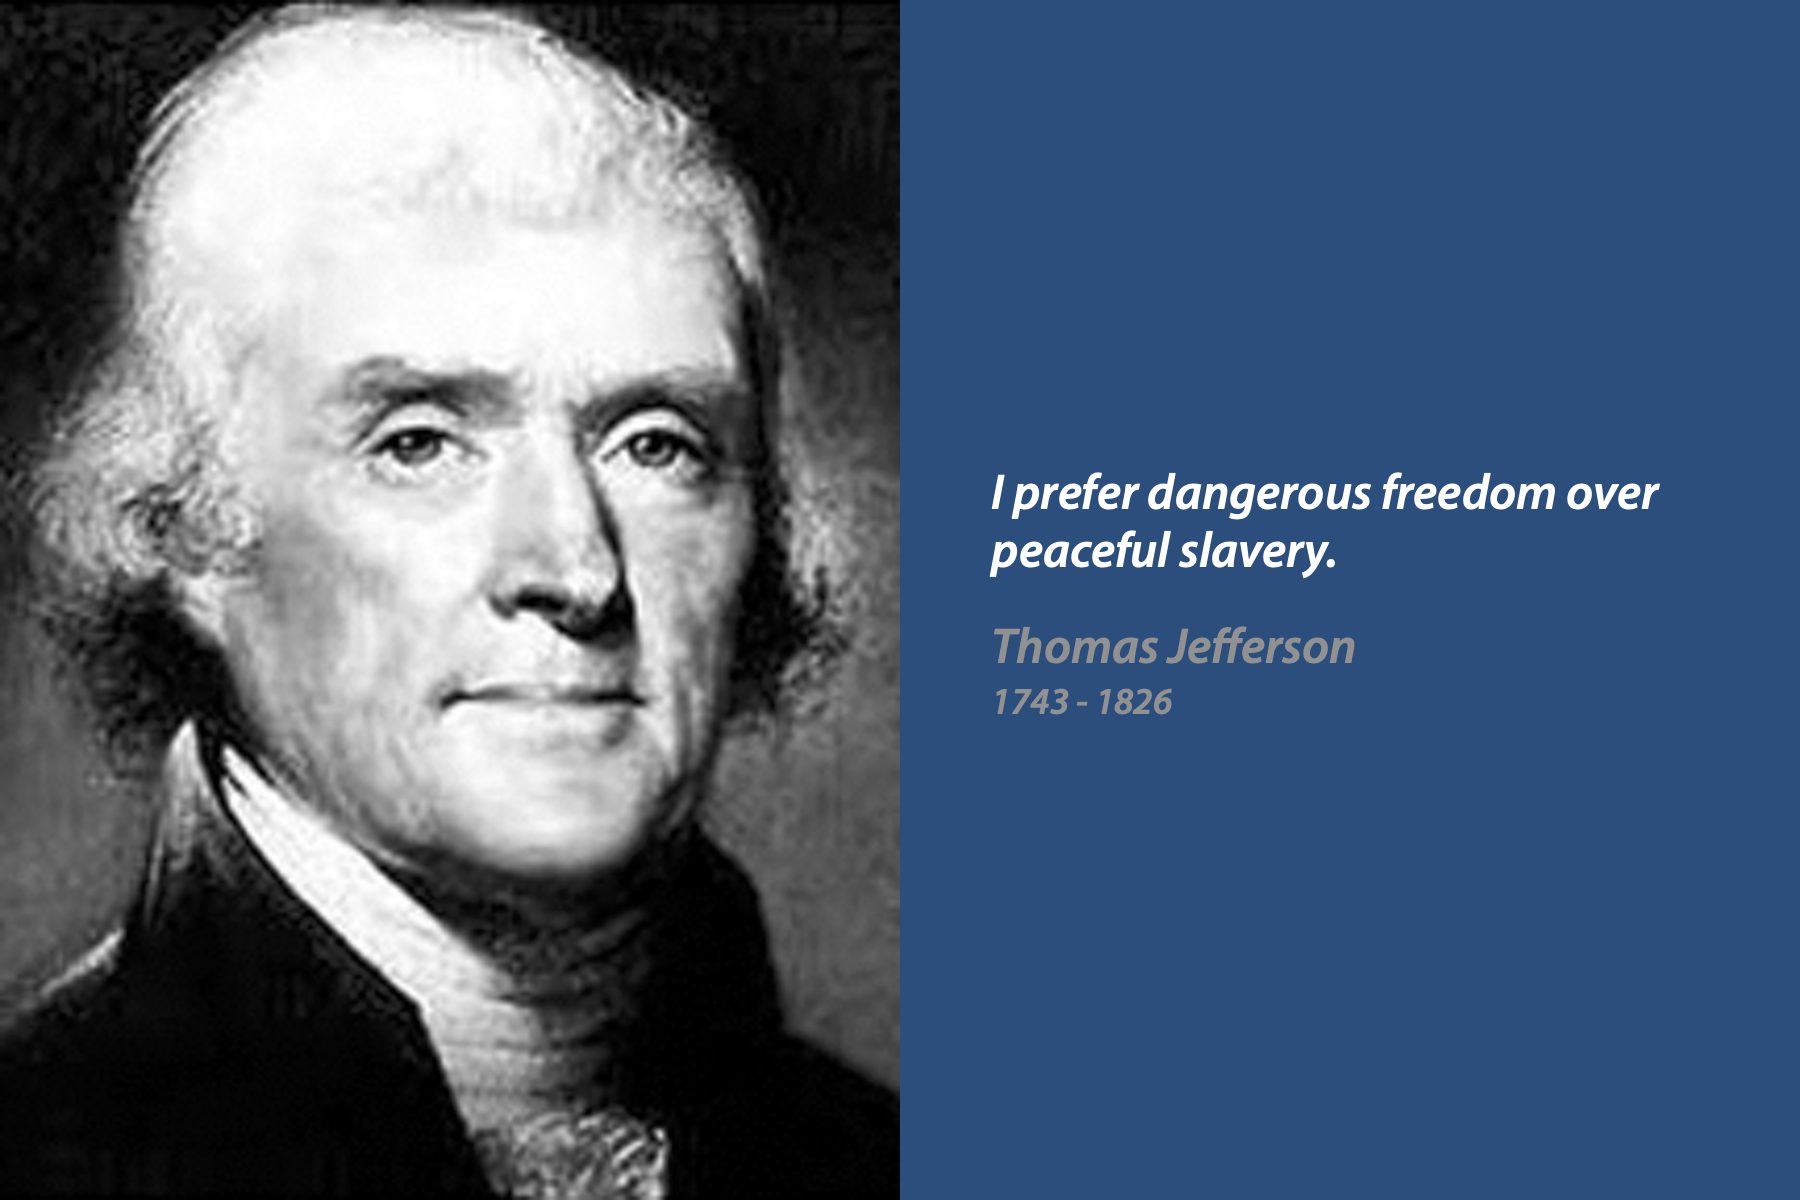 I prefer dangerous freedom over
peaceful slavery.
Thomas Jefferson
1743 - 1826